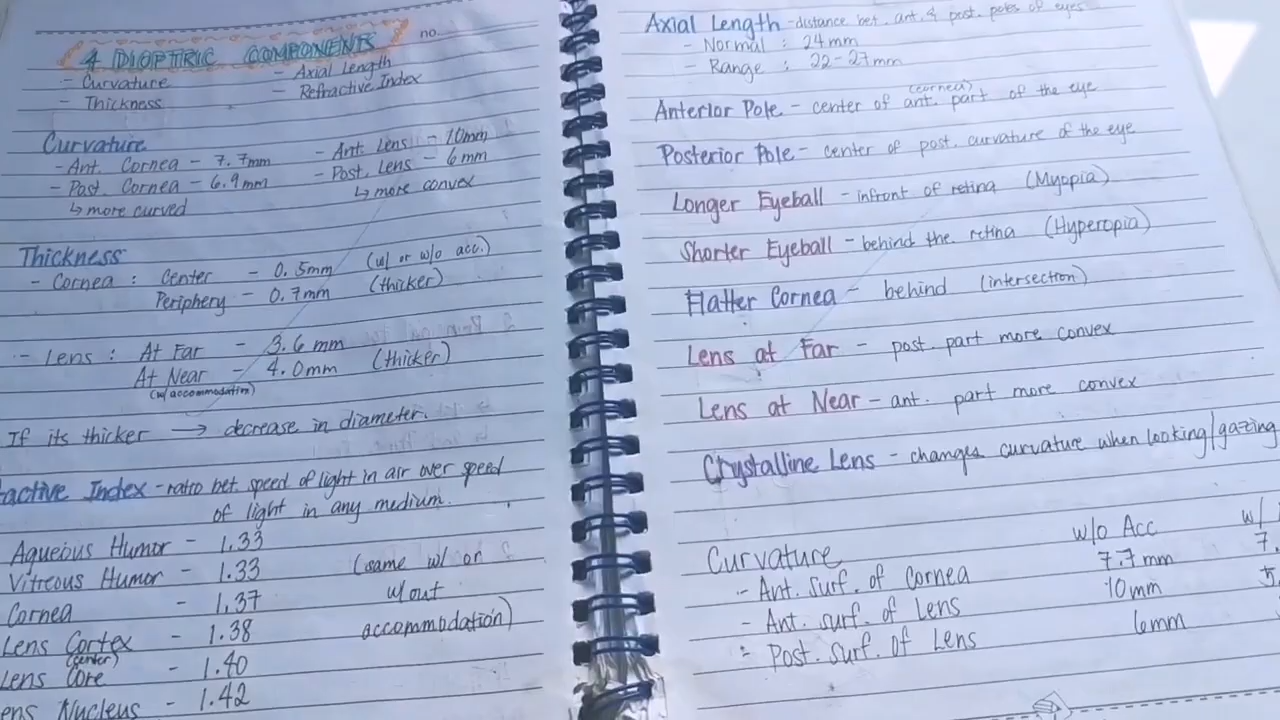 4 DIOPTRIC COMPONENTS
no.
- Curvature - Axial Length
- Thickness - Refractive Index
Curvature
- Ant. Cornea - 7.7mm - Ant. Lens - 10mm
- Post. Cornea - 6.9mm - Post. Lens - 6mm
↳ more curved ↳ more convex
Thickness
- Cornea : Center - 0.5mm (w/ or w/o acc.)
Periphery - 0.7mm (thicker)
- Lens : At Far - 3.6mm
At Near - 4.0mm (thicker)
(w/ accommodation)
If its thicker → decrease in diameter.
active Index - ratio bet. speed of light in air over speed
of light in any medium.
Aqueous Humor - 1.33
Vitreous Humor - 1.33 (same w/ or
Cornea - 1.37 w/out
Lens Cortex - 1.38 accommodation)
(center)
Lens Core - 1.40
ens Nucleus - 1.42
Axial Length - distance bet. ant. & post. poles of eyes
- Normal : 24mm
- Range : 22-27mm
(cornea)
Anterior Pole - center of ant. part of the eye
Posterior Pole - center of post. curvature of the eye
Longer Eyeball - infront of retina (Myopia)
Shorter Eyeball - behind the retina (Hyperopia)
Flatter Cornea - behind (intersection)
Lens at Far - post. part more convex
Lens at Near - ant. part more convex
Crystalline Lens - changes curvature when looking/gazing
Curvature w/o Acc w/
- Ant. surf. of Cornea 7.7mm 7.
- Ant. surf. of Lens 10mm 5.
- Post. surf. of Lens 6mm